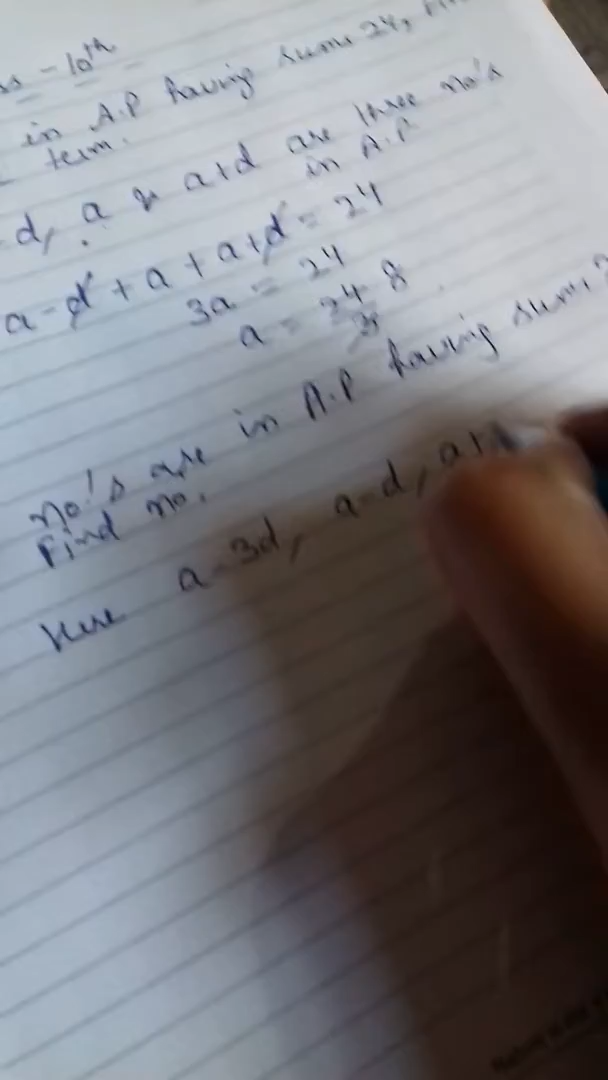 - 10th
in A.P having sum 24,
term.
d, a & a+d are three no's
in A.P
a-d + a + a+d = 24
3a = 24
a = 24 8
3
no's are in A.P having sum
Find no.
Here a-3d, a-d, a+